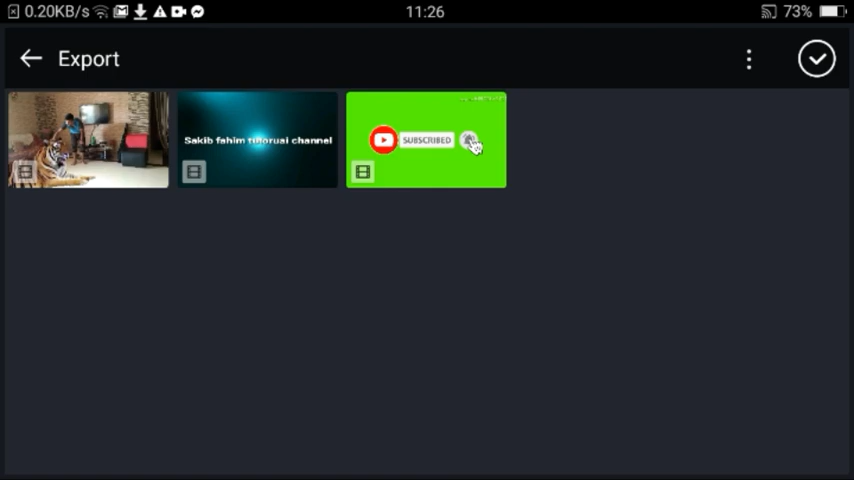 0.20KB/s
11:26
73%
Export
Sakib fahim tutoruai channel
SUBSCRIBED